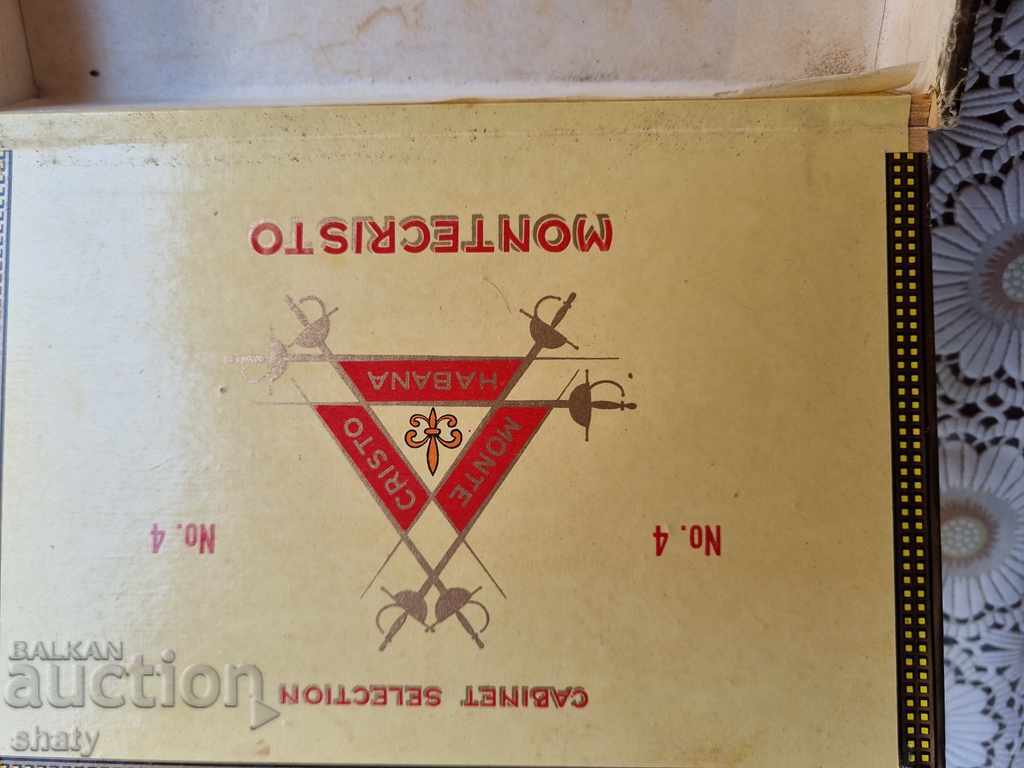 CABINET SELECTION
No. 4
No. 4
MONTE
CRISTO
HABANA
MONTECRISTO
BALKAN
auction
shaty